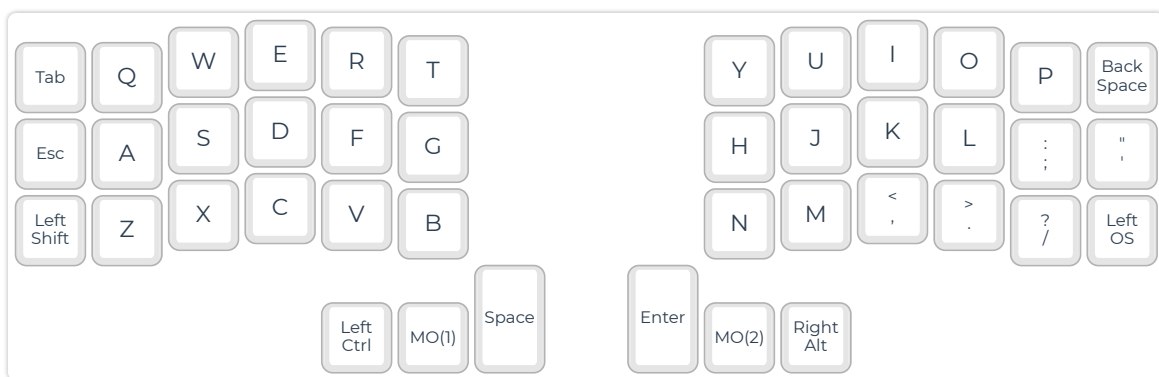 Tab Q W E R T Y U I O P Back Space
Esc A S D F G H J K L : ; " '
Left Shift Z X C V B N M < , > . ? / Left OS
Left Ctrl MO(1) Space Enter MO(2) Right Alt